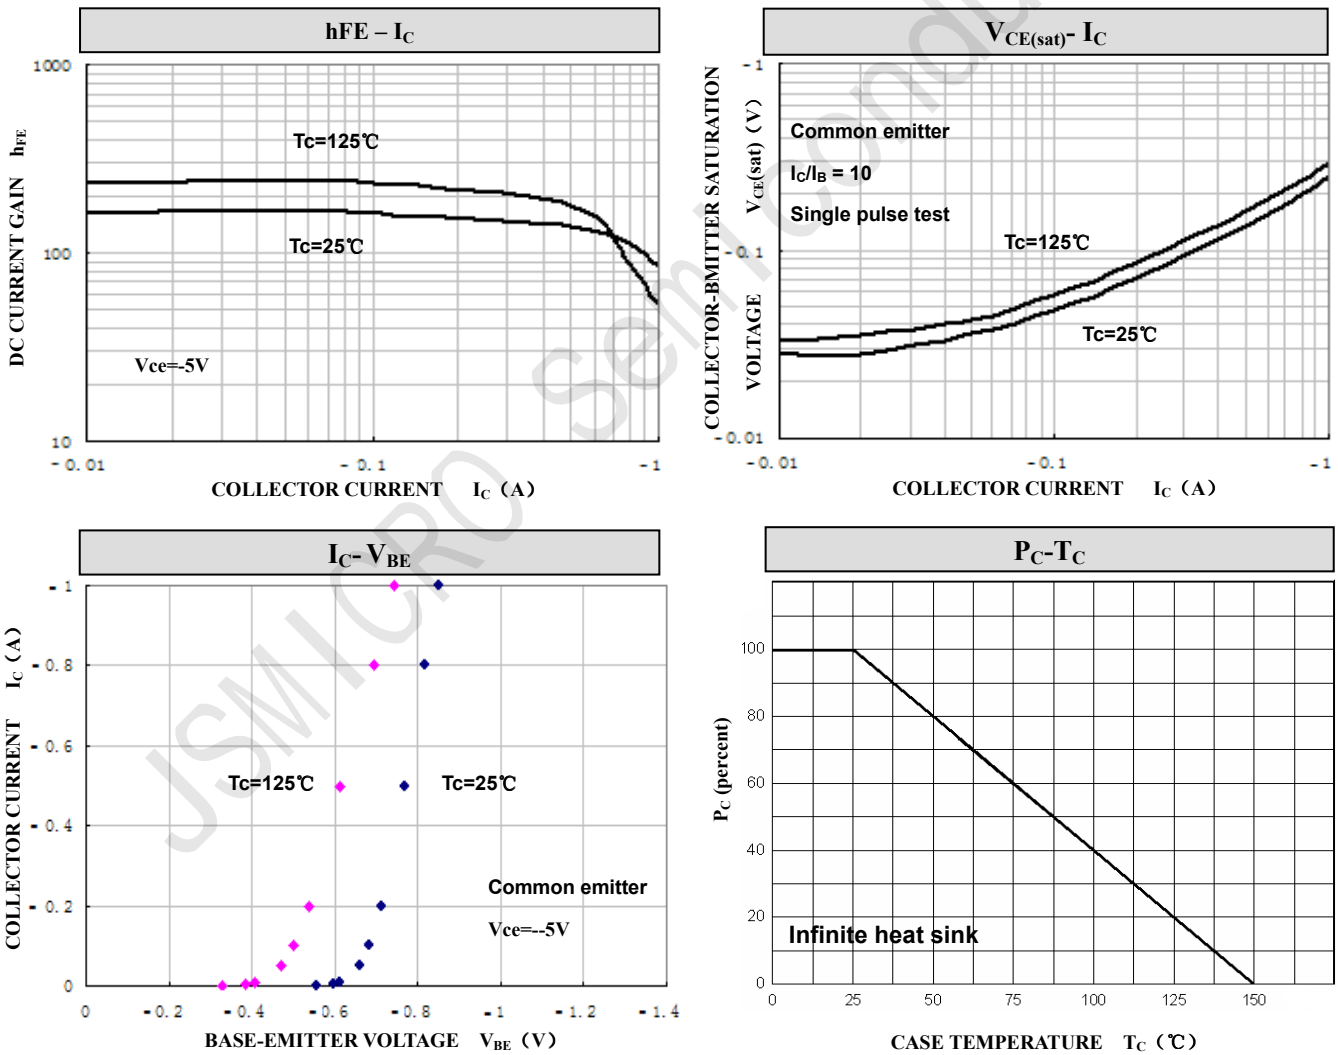 hFE – IC
1000
100
10
-0.01
-0.1
-1
DC CURRENT GAIN hFE
Tc=125℃
Tc=25℃
Vce=-5V
COLLECTOR CURRENT IC (A)
VCE(sat)- IC
-1
-0.1
-0.01
-0.01
-0.1
-1
COLLECTOR-BMITTER SATURATION
VOLTAGE VCE(sat) (V)
Common emitter
IC/IB = 10
Single pulse test
Tc=125℃
Tc=25℃
COLLECTOR CURRENT IC (A)
IC- VBE
-1
-0.8
-0.6
-0.4
-0.2
0
0 -0.2 -0.4 -0.6 -0.8 -1 -1.2 -1.4
COLLECTOR CURRENT IC (A)
Tc=125℃
Tc=25℃
Common emitter
Vce=--5V
BASE-EMITTER VOLTAGE VBE (V)
PC-TC
100
80
60
40
20
0
0 25 50 75 100 125 150
PC (percent)
Infinite heat sink
CASE TEMPERATURE TC (℃)
JSMICRO Semicondu